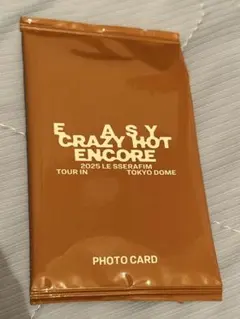 EASY
CRAZY HOT
ENCORE
2025 LE SSERAFIM
TOUR IN TOKYO DOME
PHOTO CARD